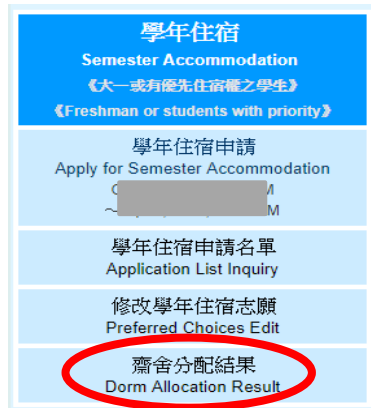 學年住宿
Semester Accommodation
《大一或有優先住宿權之學生》
《Freshman or students with priority》
學年住宿申請
Apply for Semester Accommodation
～ M
學年住宿申請名單
Application List Inquiry
修改學年住宿志願
Preferred Choices Edit
齋舍分配結果
Dorm Allocation Result